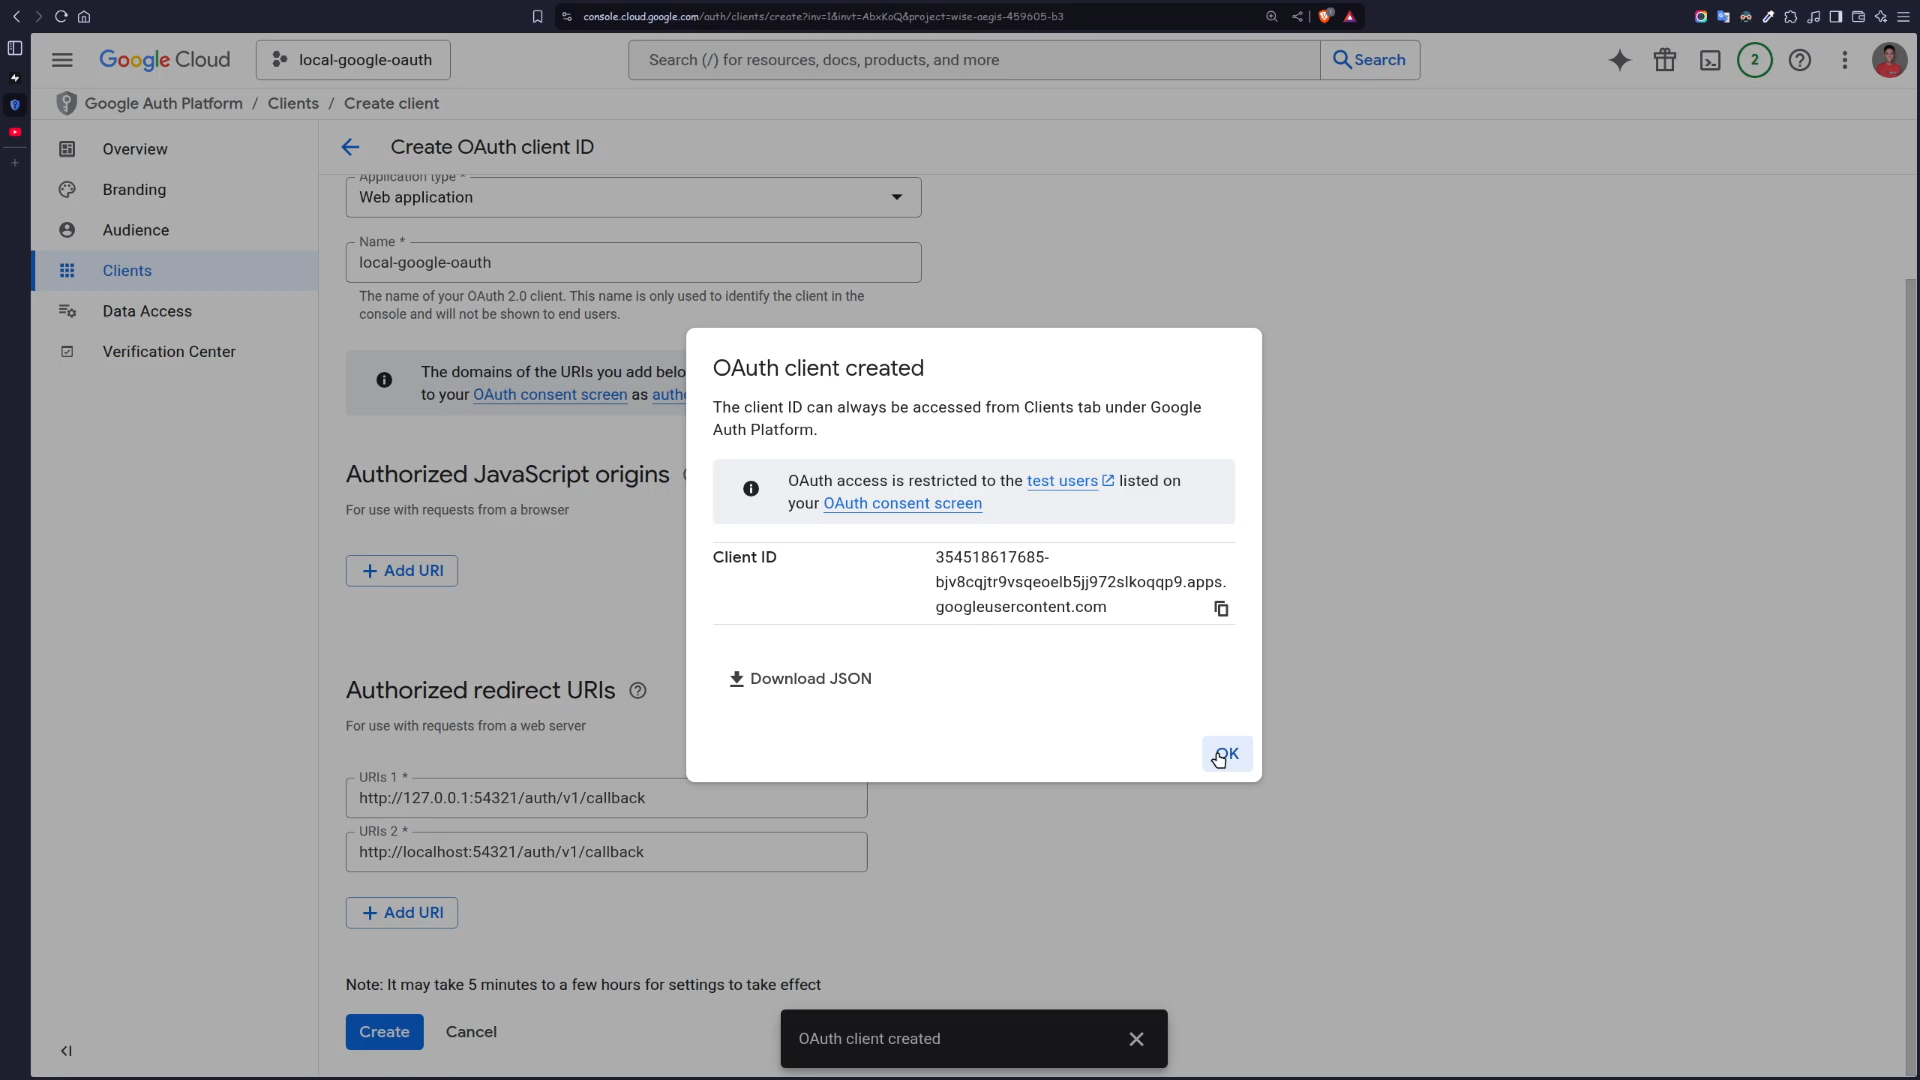 console.cloud.google.com/auth/clients/create?inv=1&invt=AbxKoQ&project=wise-aegis-459605-b3
Google Cloud
local-google-oauth
Search (/) for resources, docs, products, and more
Search
2
Google Auth Platform / Clients / Create client
Overview
Branding
Audience
Clients
Data Access
Verification Center
Create OAuth client ID
Application type *
Web application
Name *
local-google-oauth
The name of your OAuth 2.0 client. This name is only used to identify the client in the
console and will not be shown to end users.
The domains of the URIs you add belo
to your OAuth consent screen as autho
Authorized JavaScript origins
For use with requests from a browser
+ Add URI
Authorized redirect URIs
For use with requests from a web server
URIs 1 *
http://127.0.0.1:54321/auth/v1/callback
URIs 2 *
http://localhost:54321/auth/v1/callback
+ Add URI
Note: It may take 5 minutes to a few hours for settings to take effect
Create
Cancel
OAuth client created
The client ID can always be accessed from Clients tab under Google
Auth Platform.
OAuth access is restricted to the test users listed on
your OAuth consent screen
Client ID
354518617685-
bjv8cqjtr9vsqeoelb5jj972slkoqqp9.apps.
googleusercontent.com
Download JSON
OK
OAuth client created